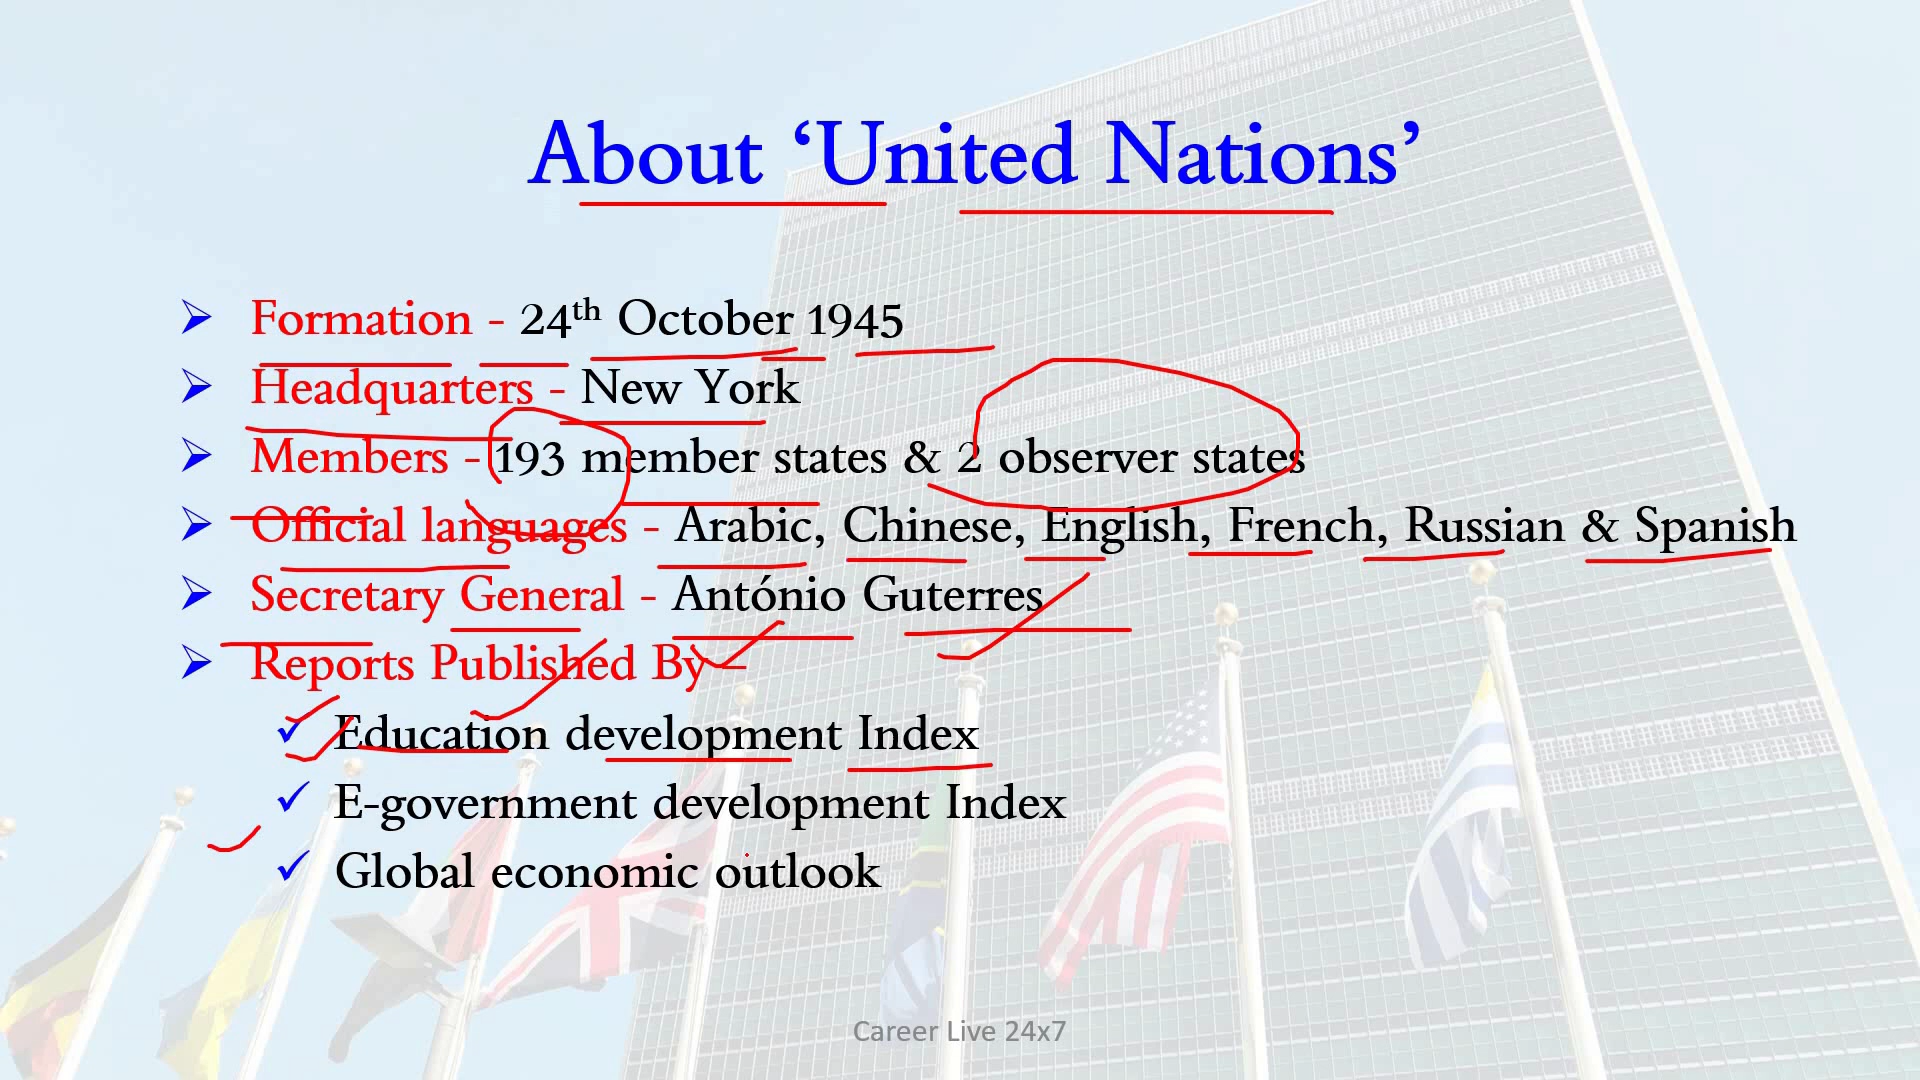 About ‘United Nations’
➢ Formation - 24th October 1945
➢ Headquarters - New York
➢ Members - 193 member states & 2 observer states
➢ Official languages - Arabic, Chinese, English, French, Russian & Spanish
➢ Secretary General - António Guterres
➢ Reports Published By –
✓ Education development Index
✓ E-government development Index
✓ Global economic outlook
Career Live 24x7